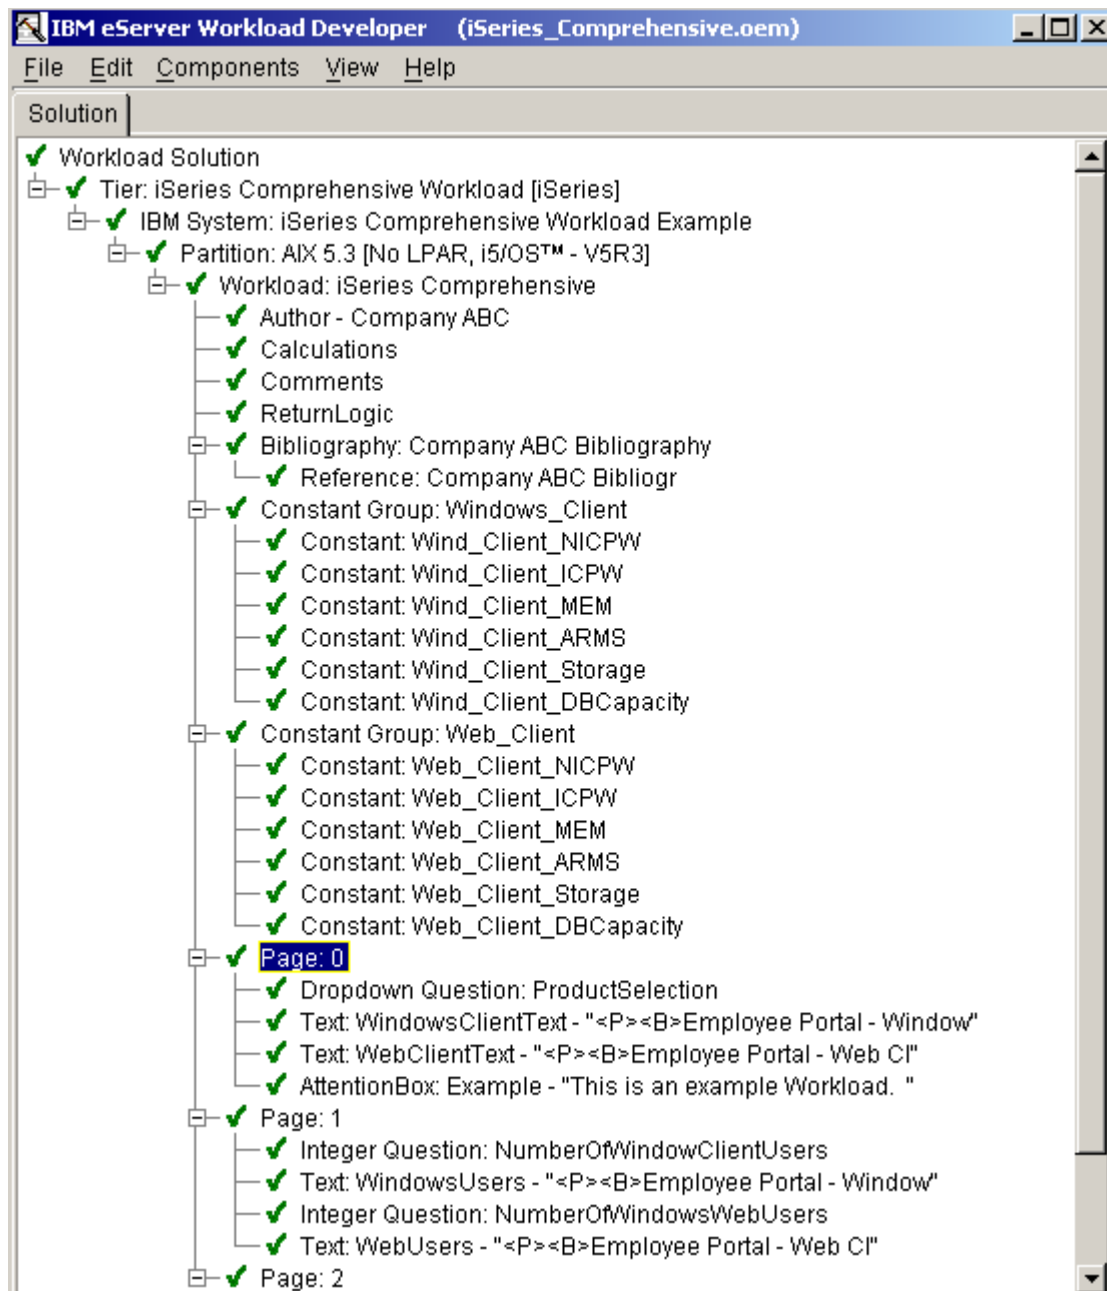 IBM eServer Workload Developer (iSeries_Comprehensive.oem)
File Edit Components View Help
Solution
Workload Solution
Tier: iSeries Comprehensive Workload [iSeries]
IBM System: iSeries Comprehensive Workload Example
Partition: AIX 5.3 [No LPAR, i5/OS™ - V5R3]
Workload: iSeries Comprehensive
Author - Company ABC
Calculations
Comments
ReturnLogic
Bibliography: Company ABC Bibliography
Reference: Company ABC Bibliogr
Constant Group: Windows_Client
Constant: Wind_Client_NICPW
Constant: Wind_Client_ICPW
Constant: Wind_Client_MEM
Constant: Wind_Client_ARMS
Constant: Wind_Client_Storage
Constant: Wind_Client_DBCapacity
Constant Group: Web_Client
Constant: Web_Client_NICPW
Constant: Web_Client_ICPW
Constant: Web_Client_MEM
Constant: Web_Client_ARMS
Constant: Web_Client_Storage
Constant: Web_Client_DBCapacity
Page: 0
Dropdown Question: ProductSelection
Text: WindowsClientText - "<P><B>Employee Portal - Window"
Text: WebClientText - "<P><B>Employee Portal - Web Cl"
AttentionBox: Example - "This is an example Workload. "
Page: 1
Integer Question: NumberOfWindowClientUsers
Text: WindowsUsers - "<P><B>Employee Portal - Window"
Integer Question: NumberOfWindowsWebUsers
Text: WebUsers - "<P><B>Employee Portal - Web Cl"
Page: 2